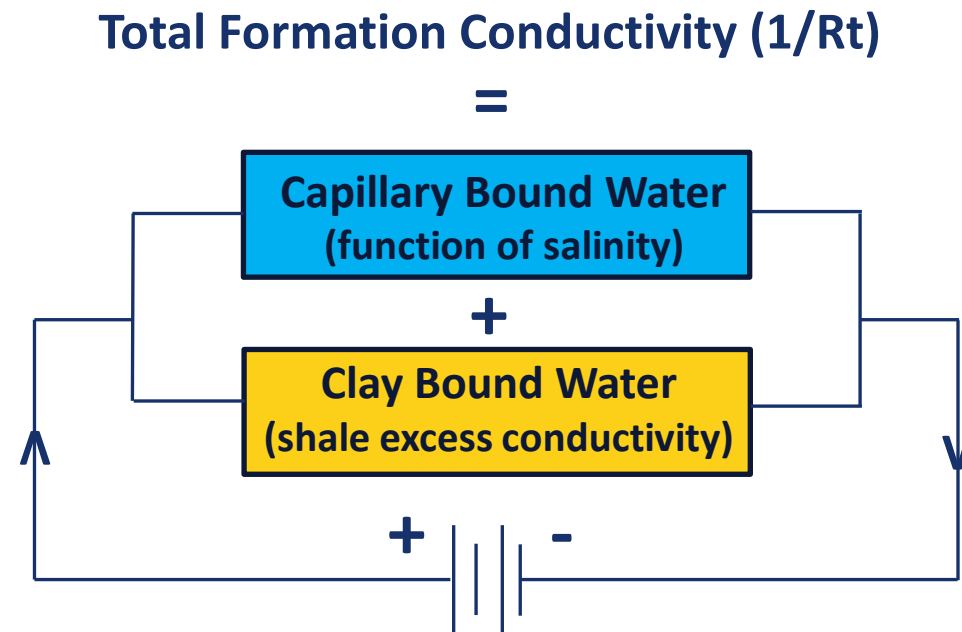 Total Formation Conductivity (1/Rt)
=
Capillary Bound Water
(function of salinity)
+
Clay Bound Water
(shale excess conductivity)
+ -